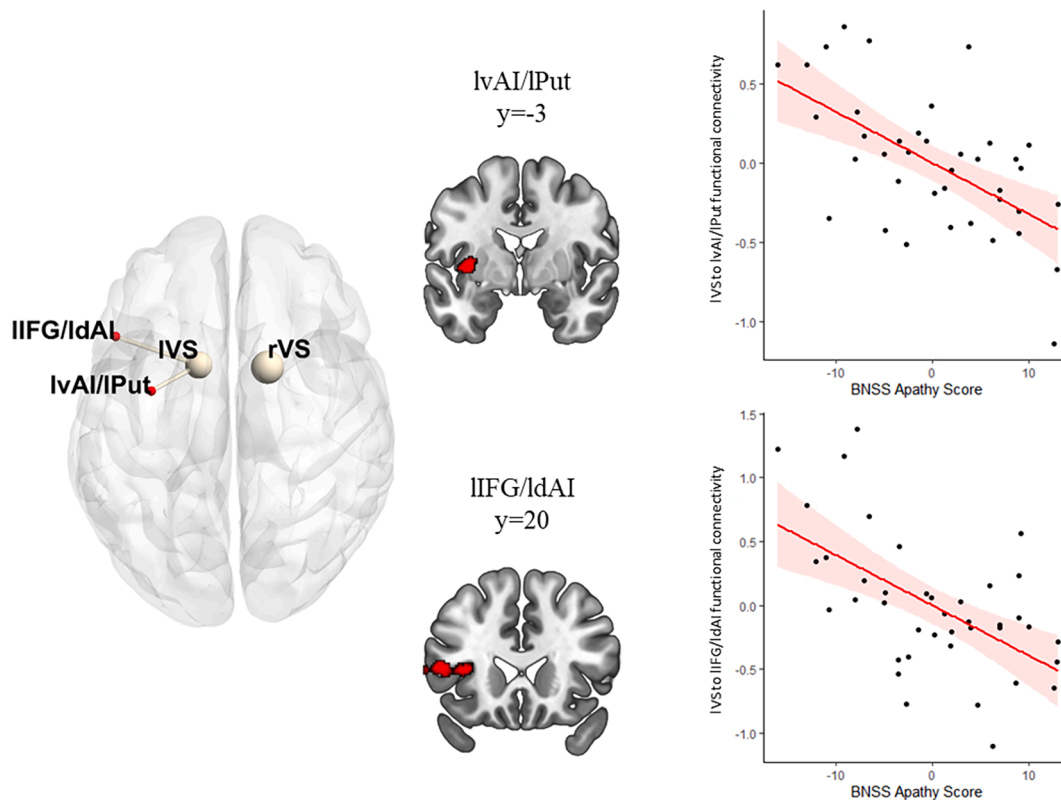 lIFG/ldAI
lVS
rVS
lvAI/lPut
lvAI/lPut
y=-3
lIFG/ldAI
y=20
lVS to lvAI/lPut functional connectivity
0.5
0.0
-0.5
-1.0
-10
0
10
BNSS Apathy Score
lVS to lIFG/ldAI functional connectivity
1.5
1.0
0.5
0.0
-0.5
-1.0
-10
0
10
BNSS Apathy Score